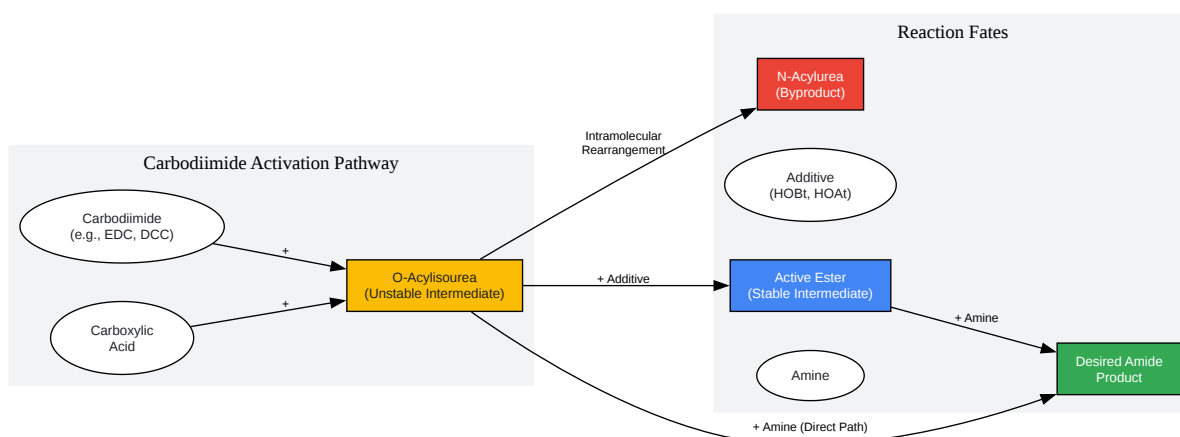 Carbodiimide Activation Pathway
Carbodiimide
(e.g., EDC, DCC)
+
Carboxylic
Acid
+
O-Acylisourea
(Unstable Intermediate)
Intramolecular
Rearrangement
+ Additive
+ Amine (Direct Path)
Reaction Fates
N-Acylurea
(Byproduct)
Additive
(HOBt, HOAt)
Active Ester
(Stable Intermediate)
+ Amine
Amine
Desired Amide
Product